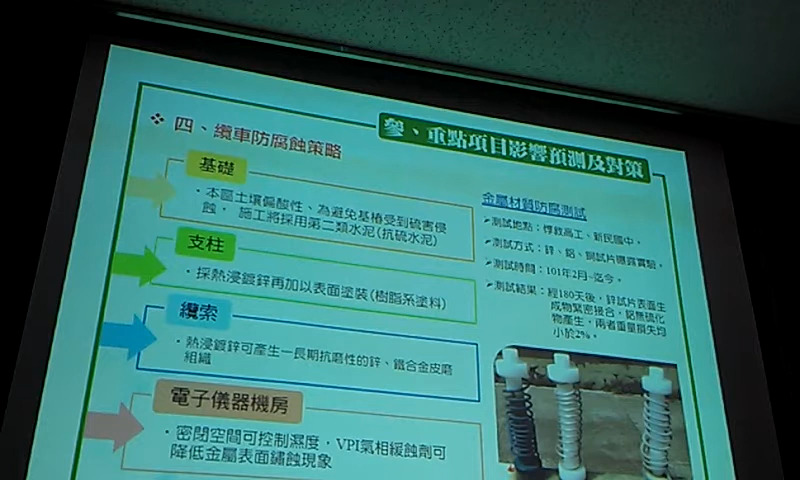 參、重點項目影響預測及對策
四、纜車防腐蝕策略
基礎
・本區土壤偏酸性、為避免基樁受到硫害侵
蝕， 施工將採用第二類水泥(抗硫水泥)
支柱
・採熱浸鍍鋅再加以表面塗裝(樹脂系塗料)
纜索
・熱浸鍍鋅可產生一長期抗磨性的鋅、鐵合金皮磨
組織
電子儀器機房
・密閉空間可控制濕度，VPI氣相緩蝕劑可
降低金屬表面鏽蝕現象
金屬材質防腐測試
➢測試地點：惇敘高工、新民國中。
➢測試方式：鋅、鋁、銅試片曝露實驗。
➢測試時間：101年2月~迄今。
➢測試結果：經180天後，鋅試片表面生
成物緊密接合，鋁無硫化
物產生，兩者重量損失均
小於2%。